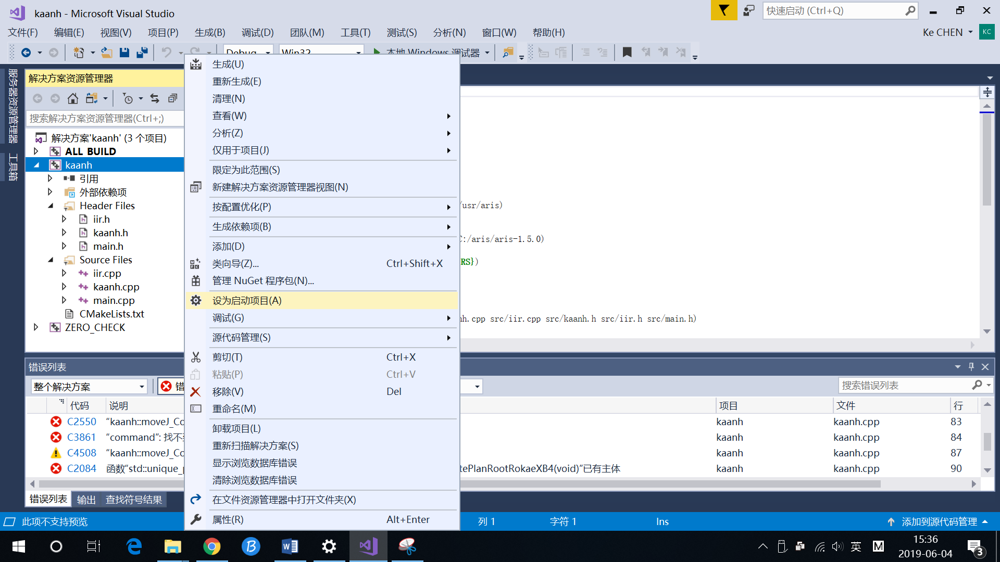 kaanh - Microsoft Visual Studio
快速启动 (Ctrl+Q)
文件(F) 编辑(E) 视图(V) 项目(P) 生成(B) 调试(D) 团队(M) 工具(T) 测试(S) 分析(N) 窗口(W) 帮助(H)
Ke CHEN
KC
Debug
Win32
本地 Windows 调试器
服务器资源管理器
工具箱
解决方案资源管理器
搜索解决方案资源管理器(Ctrl+;)
解决方案'kaanh' (3 个项目)
ALL_BUILD
kaanh
引用
外部依赖项
Header Files
iir.h
kaanh.h
main.h
Source Files
iir.cpp
kaanh.cpp
main.cpp
CMakeLists.txt
ZERO_CHECK
生成(U)
重新生成(E)
清理(N)
查看(W)
分析(Z)
仅用于项目(J)
限定为此范围(S)
新建解决方案资源管理器视图(N)
按配置优化(P)
生成依赖项(B)
添加(D)
类向导(Z)... Ctrl+Shift+X
管理 NuGet 程序包(N)...
设为启动项目(A)
调试(G)
源代码管理(S)
剪切(T) Ctrl+X
粘贴(P) Ctrl+V
移除(V) Del
重命名(M)
卸载项目(L)
重新扫描解决方案(S)
显示浏览数据库错误
清除浏览数据库错误
在文件资源管理器中打开文件夹(X)
属性(R) Alt+Enter
/usr/aris)
C:/aris/aris-1.5.0)
RS})
nh.cpp src/iir.cpp src/kaanh.h src/iir.h src/main.h)
错误列表
整个解决方案
错
搜索错误列表
代码 说明 项目 文件 行
C2550 “kaanh::moveJ_Co kaanh kaanh.cpp 83
C3861 “command”: 找不 kaanh kaanh.cpp 84
C4508 “kaanh::moveJ_Co kaanh kaanh.cpp 87
C2084 函数“std::unique_p tePlanRootRokaeXB4(void)”已有主体 kaanh kaanh.cpp 90
错误列表 输出 查找符号结果
此项不支持预览 列 1 字符 1 Ins 添加到源代码管理
英
M
15:36
2019-06-04
3